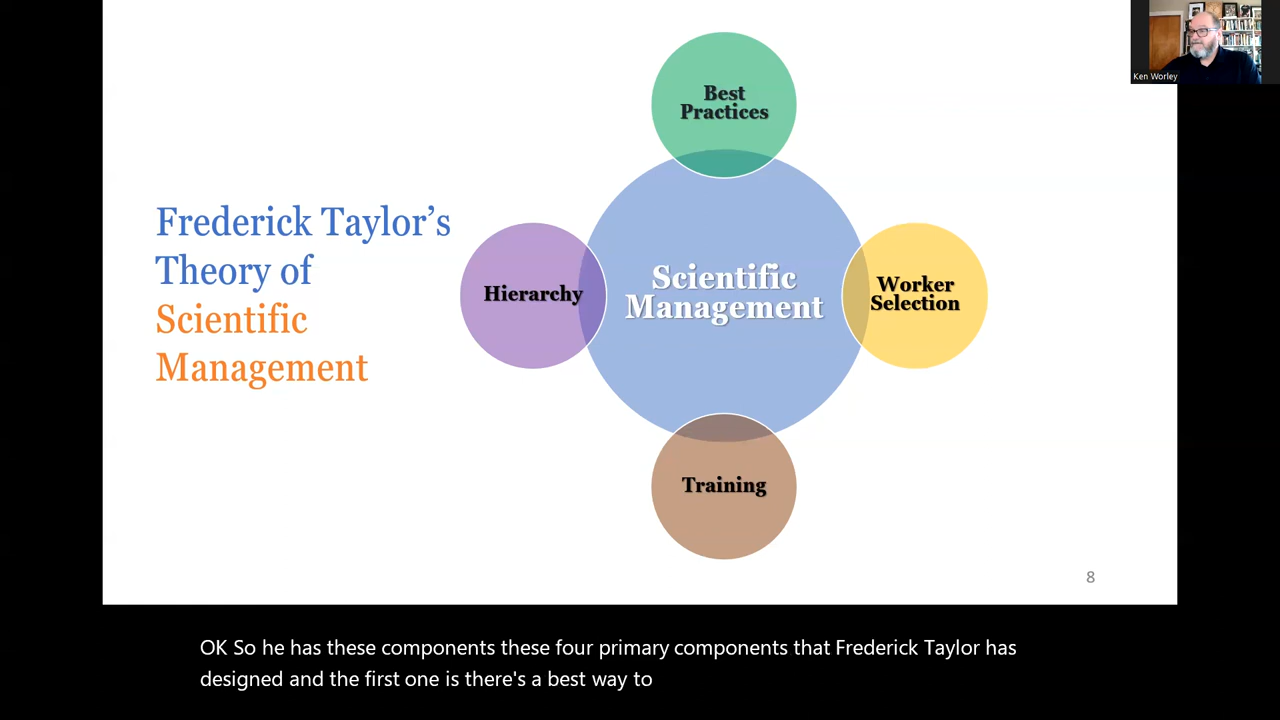 Ken Worley
Frederick Taylor's
Theory of
Scientific
Management
Best
Practices
Hierarchy
Scientific
Management
Worker
Selection
Training
8
OK So he has these components these four primary components that Frederick Taylor has
designed and the first one is there's a best way to